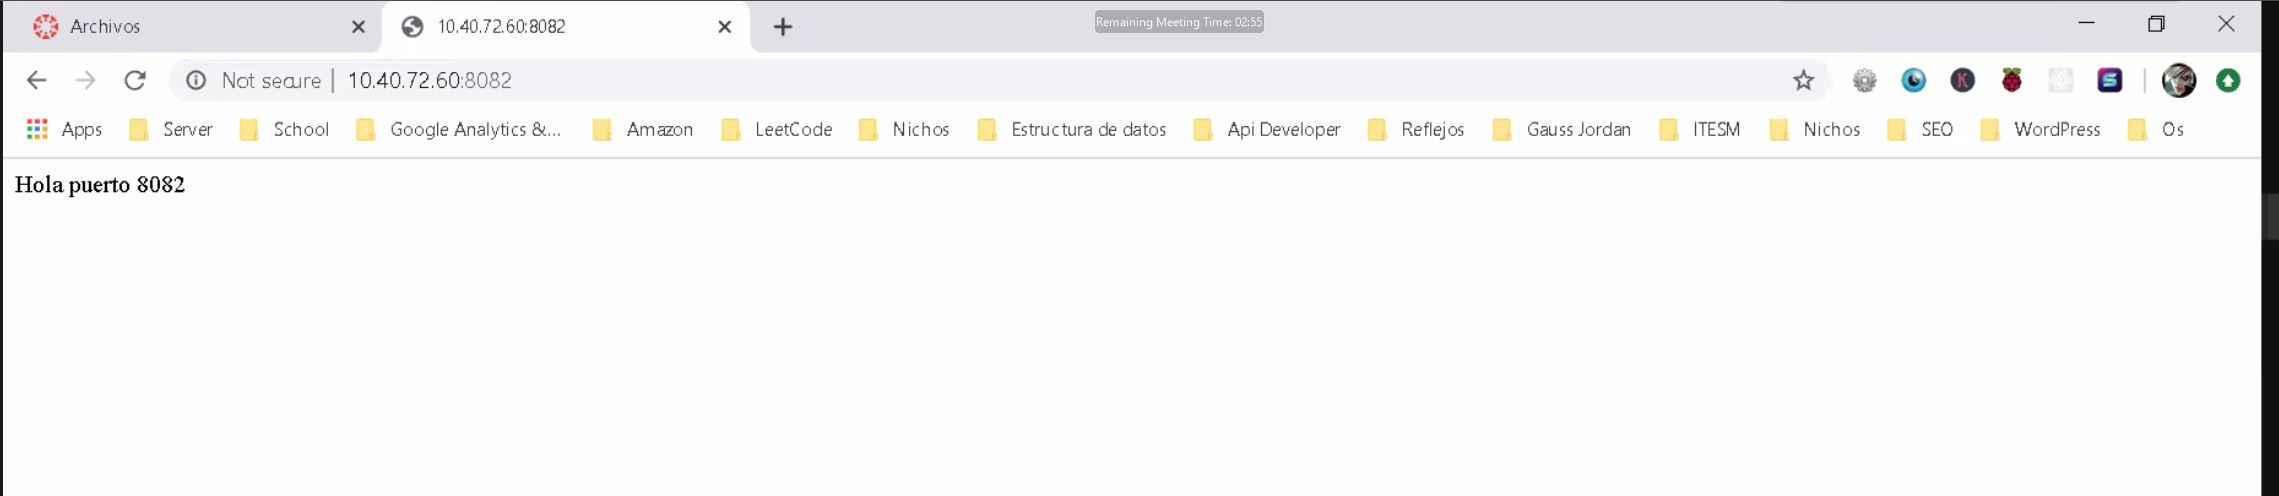 Archivos 10.40.72.60:8082 Remaining Meeting Time: 02:55
Not secure | 10.40.72.60:8082
Apps Server School Google Analytics &... Amazon LeetCode Nichos Estructura de datos Api Developer Reflejos Gauss Jordan ITESM Nichos SEO WordPress Os
Hola puerto 8082